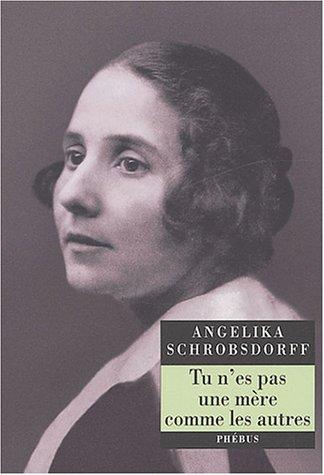 ANGELIKA
SCHROBSDORFF
Tu n'es pas
une mère
comme les autres
PHÉBUS